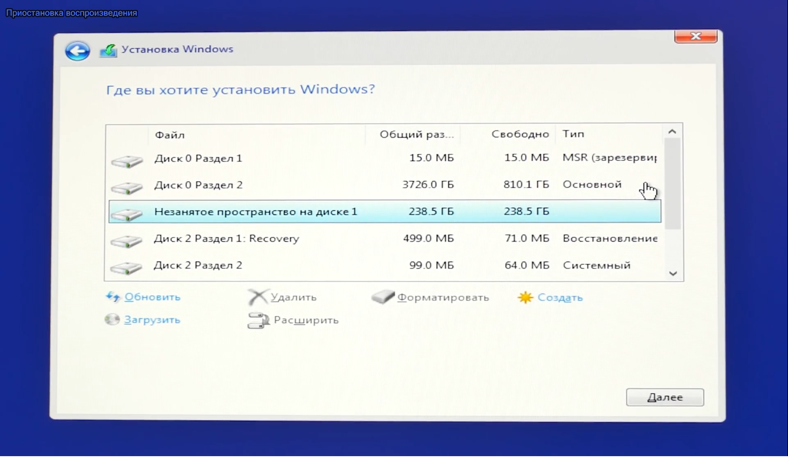 Приостановка воспроизведения
Установка Windows
Где вы хотите установить Windows?
Файл Общий раз... Свободно Тип
Диск 0 Раздел 1 15.0 МБ 15.0 МБ MSR (зарезервир
Диск 0 Раздел 2 3726.0 ГБ 810.1 ГБ Основной
Незанятое пространство на диске 1 238.5 ГБ 238.5 ГБ
Диск 2 Раздел 1: Recovery 499.0 МБ 71.0 МБ Восстановление
Диск 2 Раздел 2 99.0 МБ 64.0 МБ Системный
Обновить Удалить Форматировать Создать
Загрузить Расширить
Далее